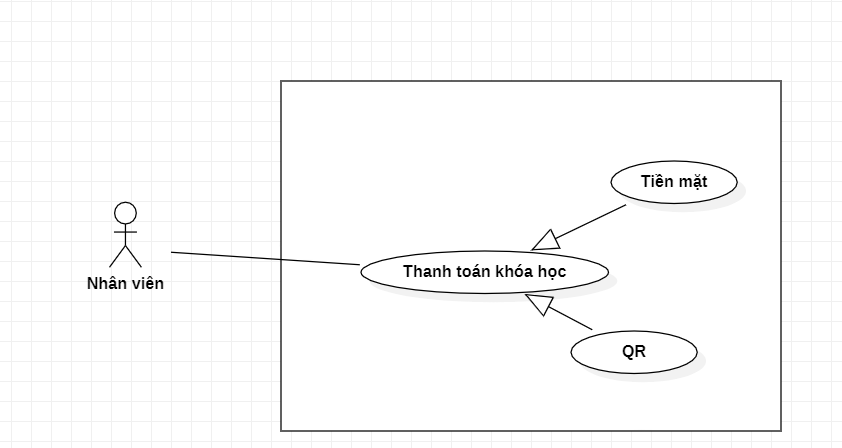 Tiền mặt
Thanh toán khóa học
Nhân viên
QR